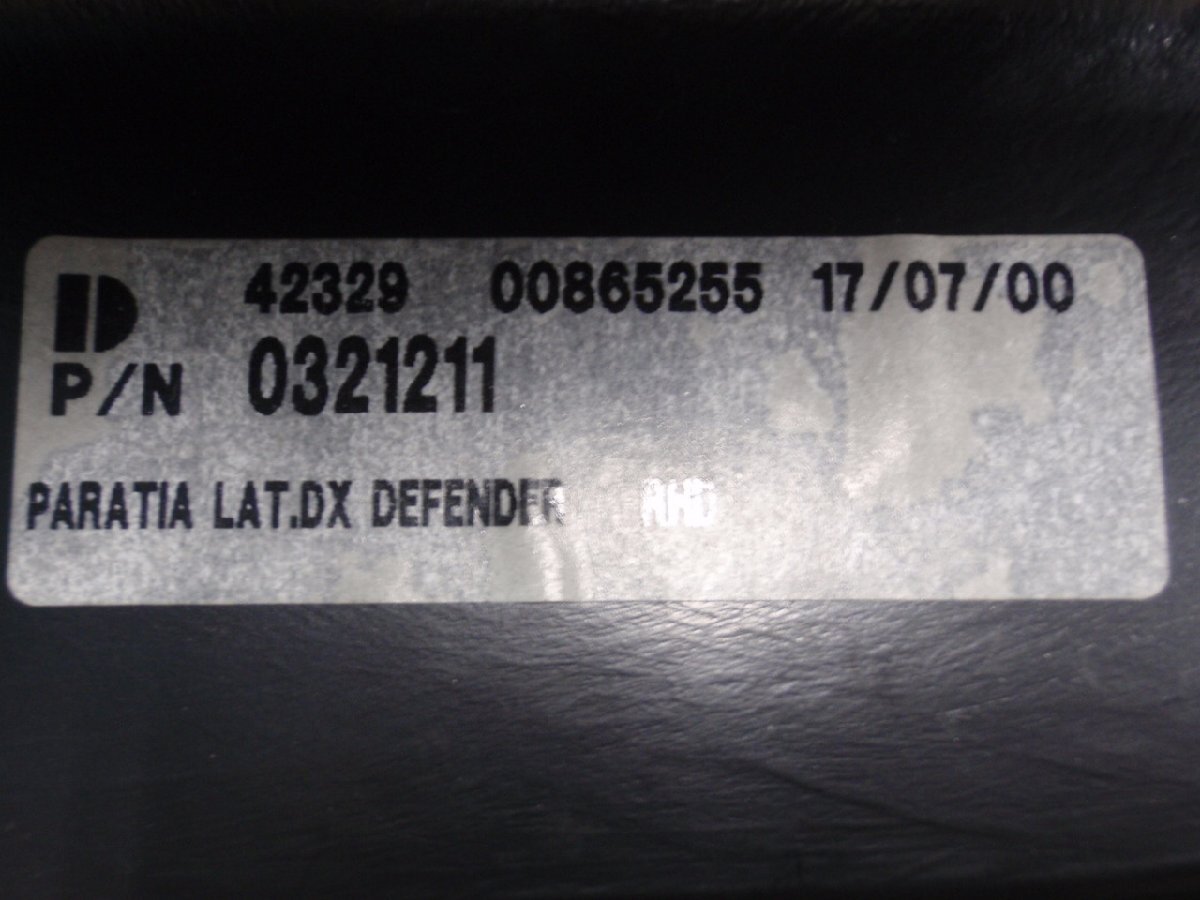 42329 00865255 17/07/00
P/N 0321211
PARATIA LAT.DX DEFENDER RHD